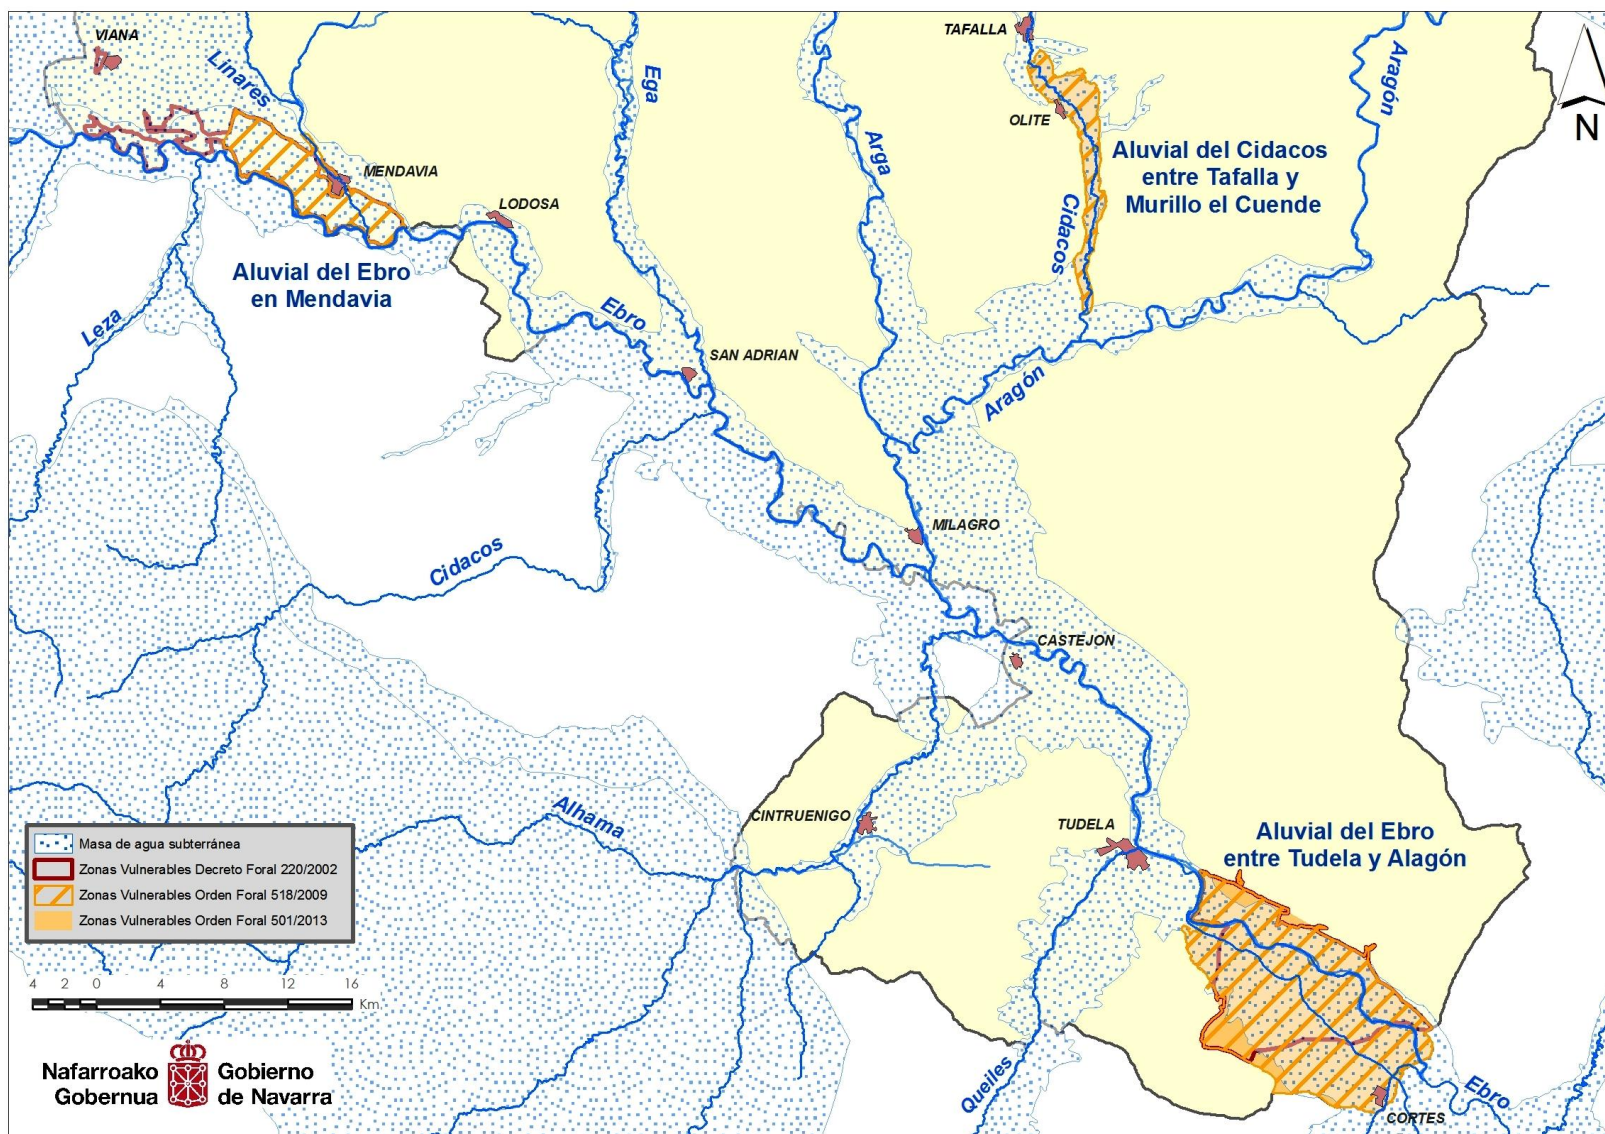 VIANA
TAFALLA
Linares
Ega
Aragón
OLITE
N
Arga
Aluvial del Cidacos
entre Tafalla y
Murillo el Cuende
MENDAVIA
LODOSA
Cidacos
Aluvial del Ebro
en Mendavia
Leza
Ebro
SAN ADRIAN
Aragón
MILAGRO
Cidacos
CASTEJON
Alhama
CINTRUENIGO
TUDELA
Aluvial del Ebro
entre Tudela y Alagón
Masa de agua subterránea
Zonas Vulnerables Decreto Foral 220/2002
Zonas Vulnerables Orden Foral 518/2009
Zonas Vulnerables Orden Foral 501/2013
4 2 0 4 8 12 16
Km.
Nafarroako
Gobernua
Gobierno
de Navarra
Queiles
Ebro
CORTES